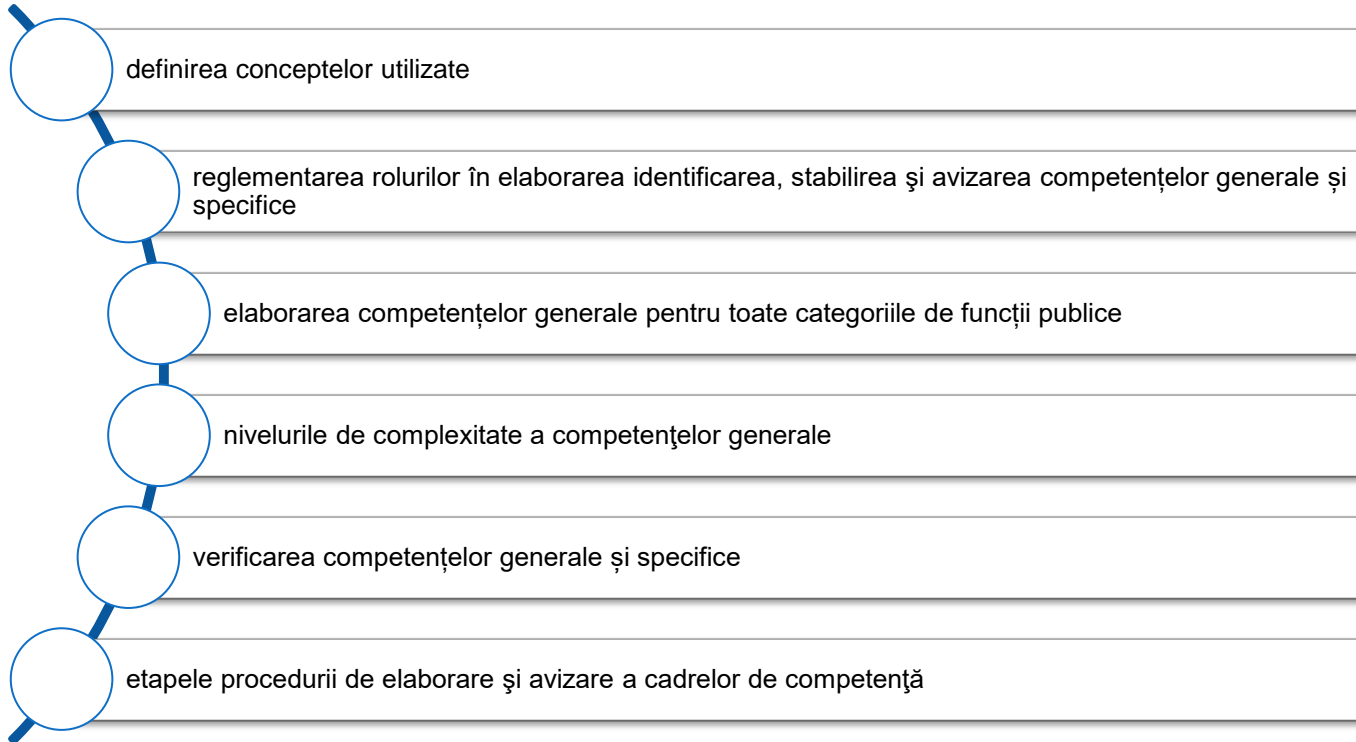 definirea conceptelor utilizate
reglementarea rolurilor în elaborarea identificarea, stabilirea şi avizarea competențelor generale și
specifice
elaborarea competențelor generale pentru toate categoriile de funcții publice
nivelurile de complexitate a competenţelor generale
verificarea competențelor generale și specifice
etapele procedurii de elaborare şi avizare a cadrelor de competenţă